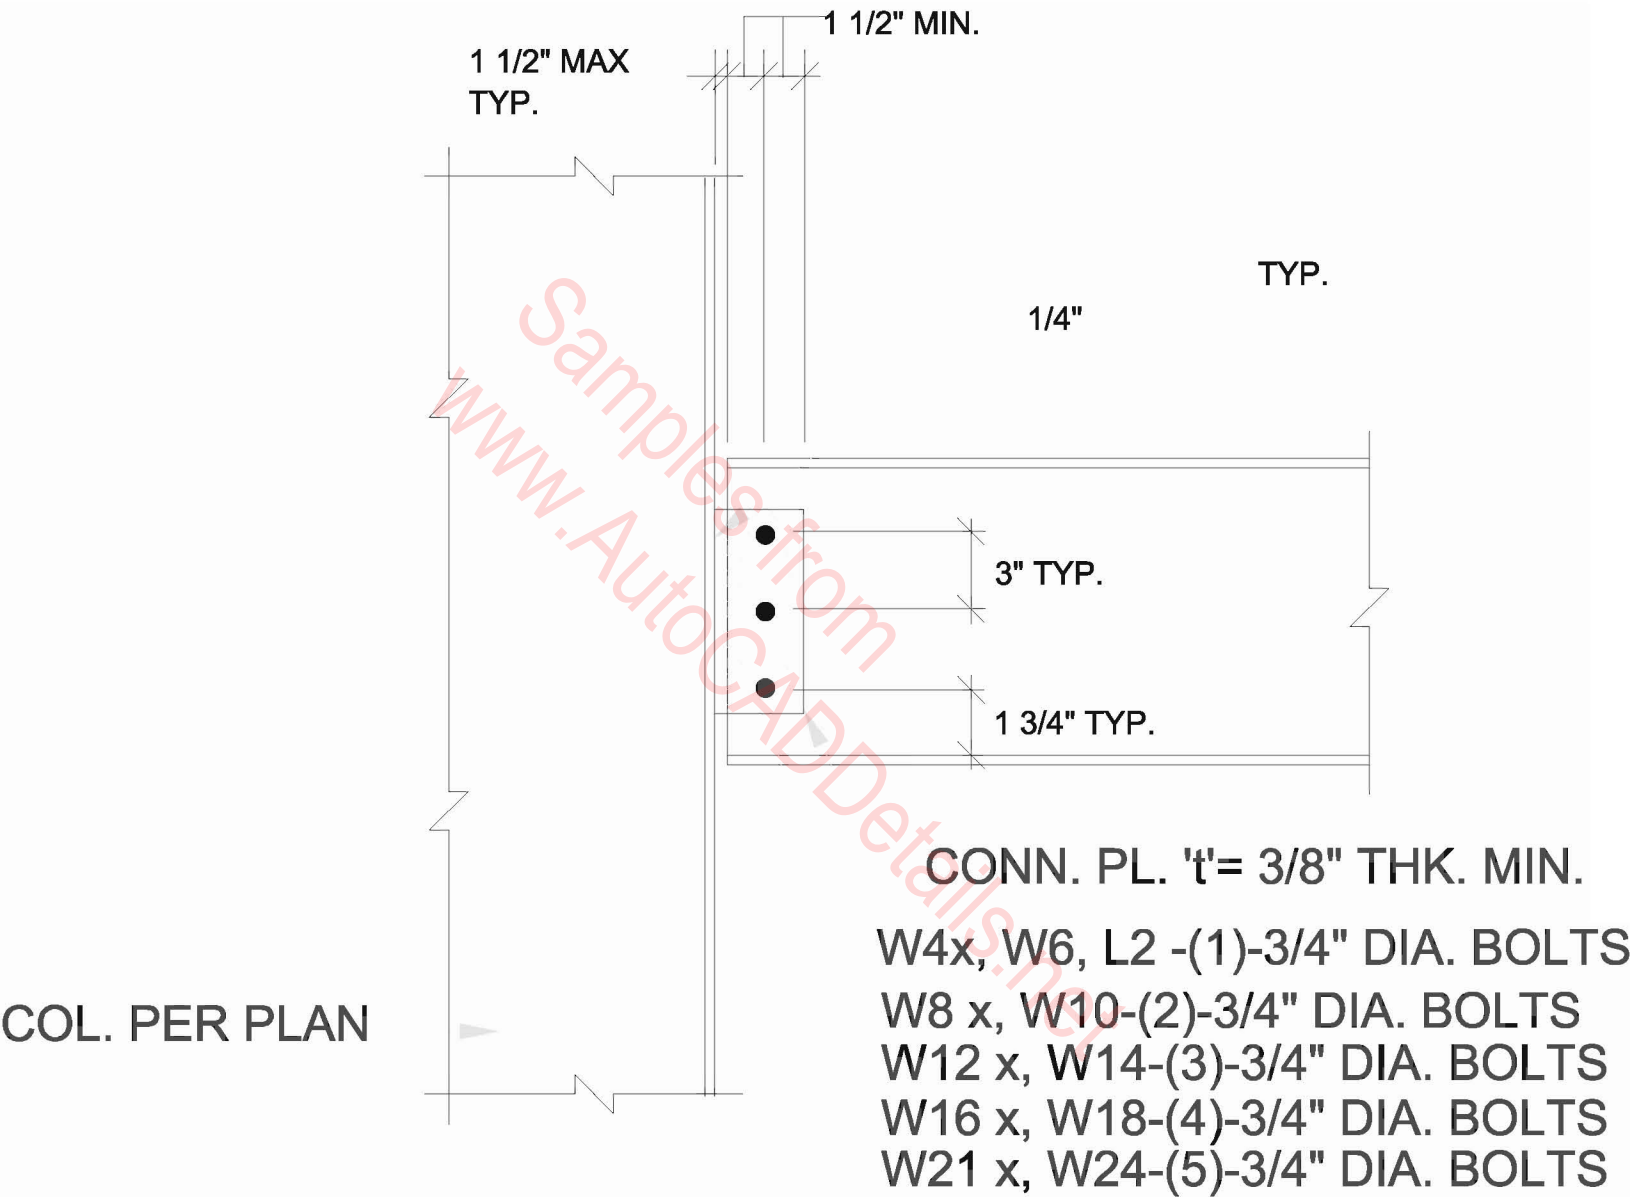 1 1/2" MIN.
1 1/2" MAX
TYP.
TYP.
1/4"
3" TYP.
1 3/4" TYP.
Samples from
www.AutoCADDetails.net
CONN. PL. 't'= 3/8" THK. MIN.
W4x, W6, L2 -(1)-3/4" DIA. BOLTS
W8 x, W10-(2)-3/4" DIA. BOLTS
W12 x, W14-(3)-3/4" DIA. BOLTS
W16 x, W18-(4)-3/4" DIA. BOLTS
W21 x, W24-(5)-3/4" DIA. BOLTS
COL. PER PLAN